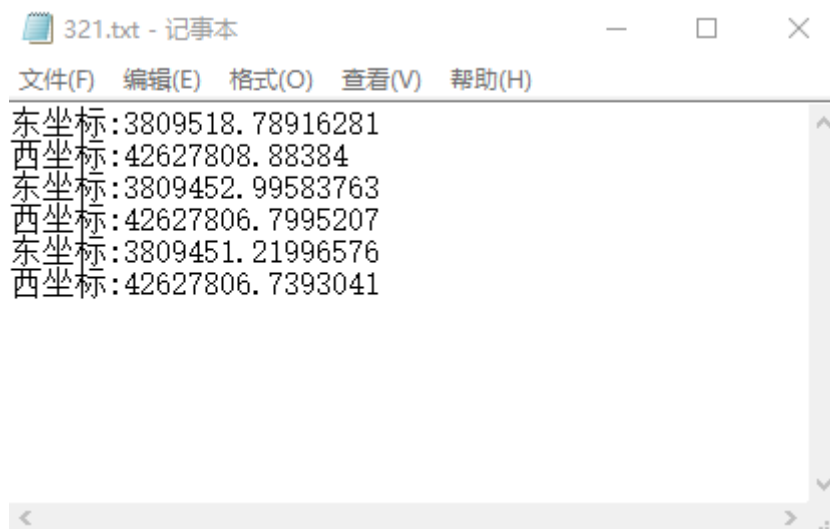 321.txt - 记事本
文件(F) 编辑(E) 格式(O) 查看(V) 帮助(H)
东坐标:3809518.78916281
西坐标:42627808.88384
东坐标:3809452.99583763
西坐标:42627806.7995207
东坐标:3809451.21996576
西坐标:42627806.7393041